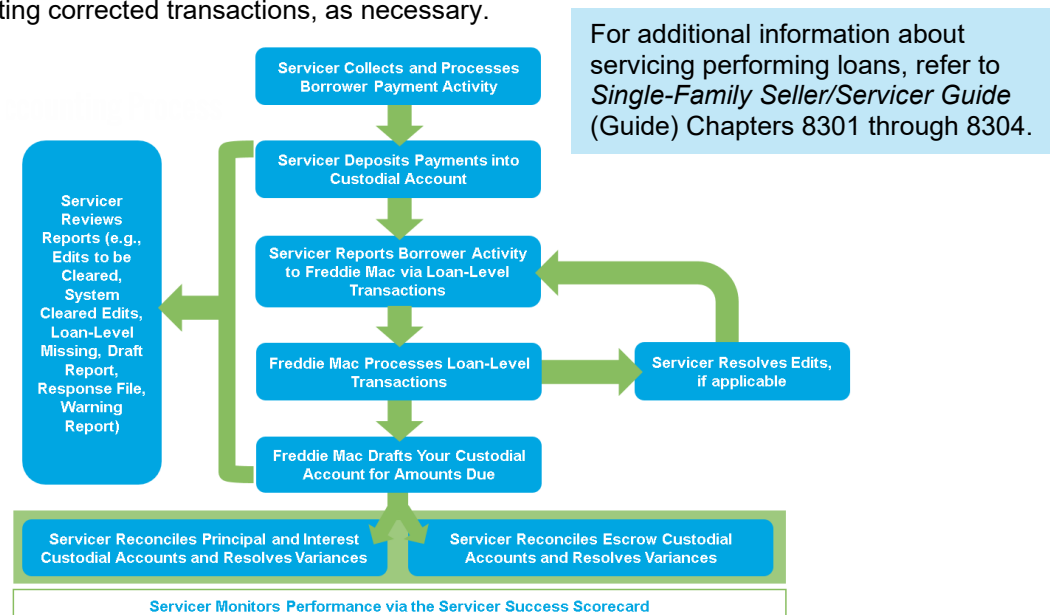 ting corrected transactions, as necessary.
For additional information about
servicing performing loans, refer to
Single-Family Seller/Servicer Guide
(Guide) Chapters 8301 through 8304.
Servicer Collects and Processes
Borrower Payment Activity
Servicer Deposits Payments into
Custodial Account
Servicer
Reviews
Reports (e.g.,
Edits to be
Cleared,
System
Cleared Edits,
Loan-Level
Missing, Draft
Report,
Response File,
Warning
Report)
Servicer Reports Borrower Activity
to Freddie Mac via Loan-Level
Transactions
Freddie Mac Processes Loan-Level
Transactions
Servicer Resolves Edits,
if applicable
Freddie Mac Drafts Your Custodial
Account for Amounts Due
Servicer Reconciles Principal and Interest
Custodial Accounts and Resolves Variances
Servicer Reconciles Escrow Custodial
Accounts and Resolves Variances
Servicer Monitors Performance via the Servicer Success Scorecard